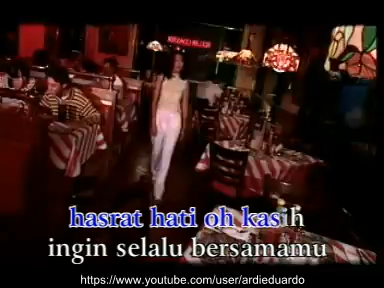 hasrat hati oh kasih
ingin selalu bersamamu
https://www.youtube.com/user/ardieduardo